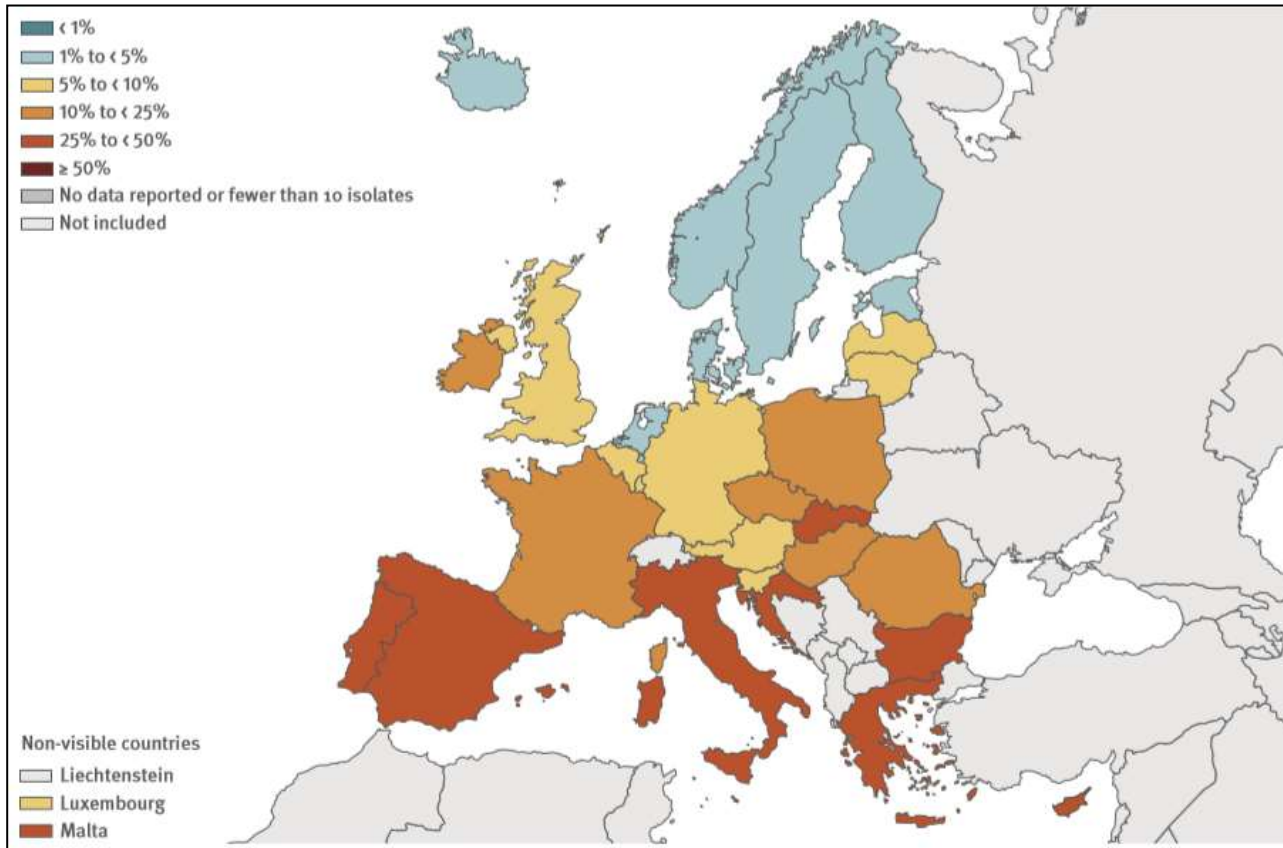 < 1%
1% to < 5%
5% to < 10%
10% to < 25%
25% to < 50%
≥ 50%
No data reported or fewer than 10 isolates
Not included
Non-visible countries
Liechtenstein
Luxembourg
Malta